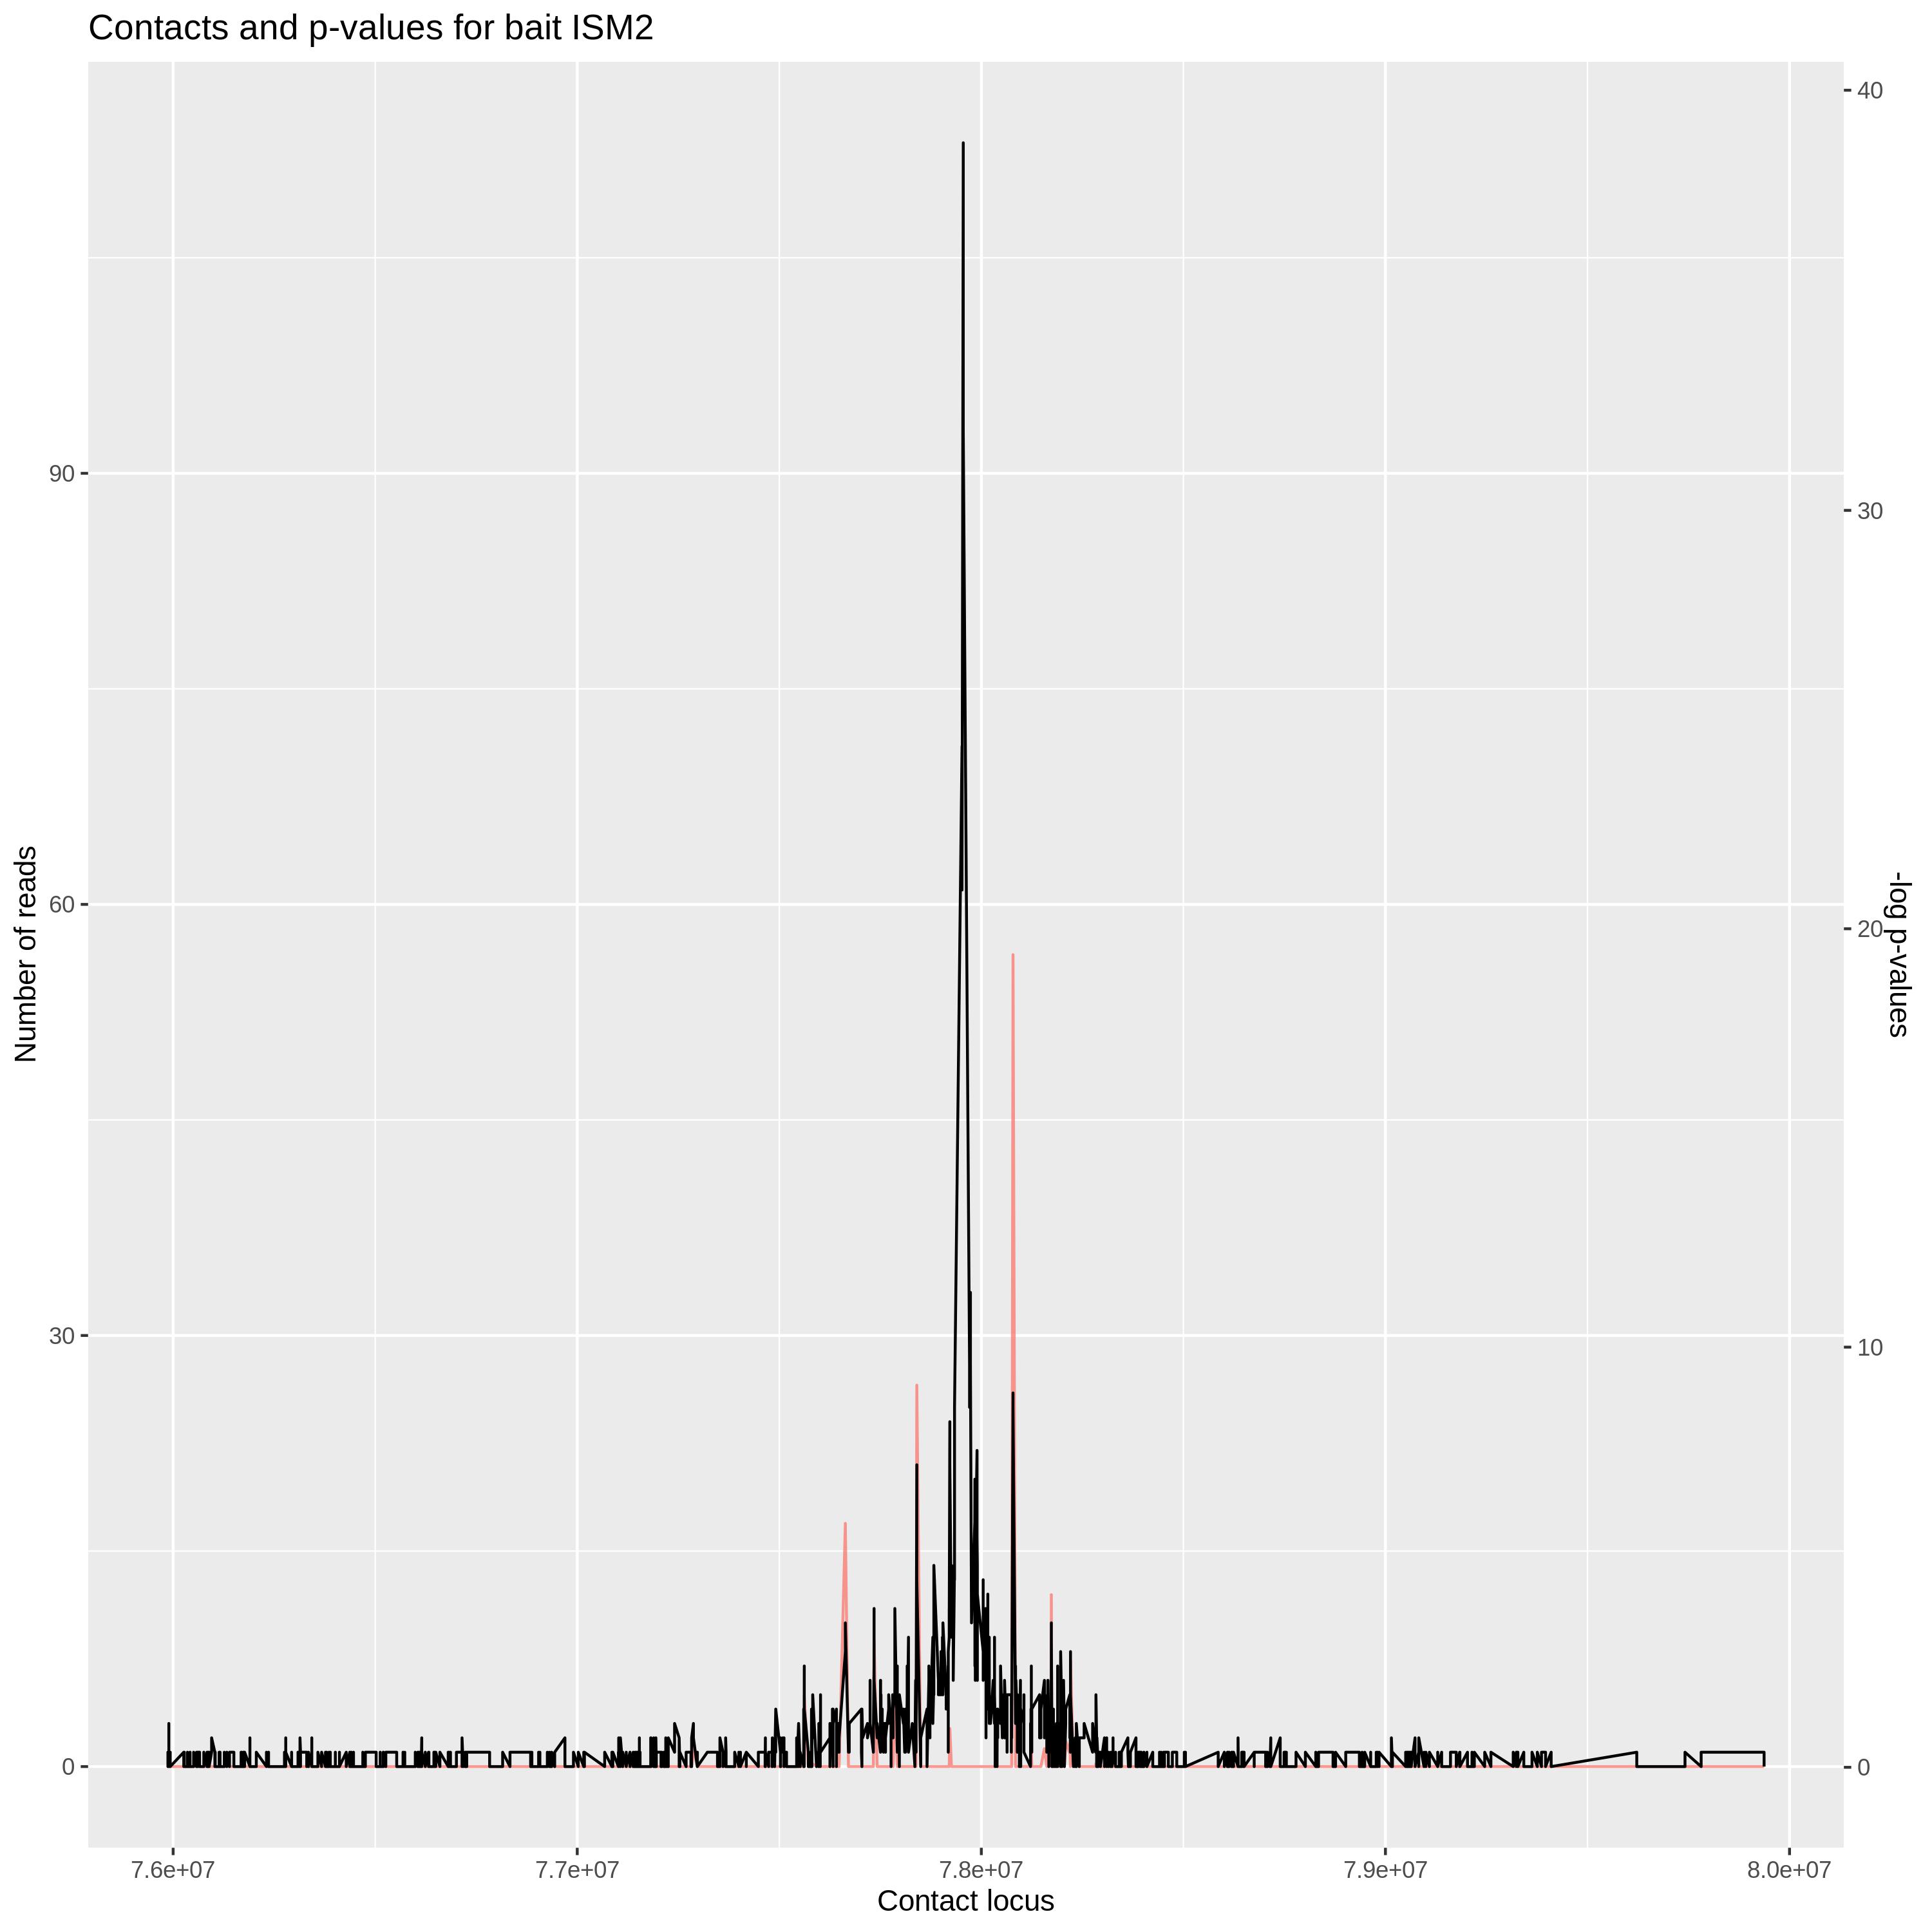 Contacts and p-values for bait ISM2
40
90
30
Number of reads
60
20
-log p-values
30
10
0
0
7.6e+07 7.7e+07 7.8e+07 7.9e+07 8.0e+07
Contact locus